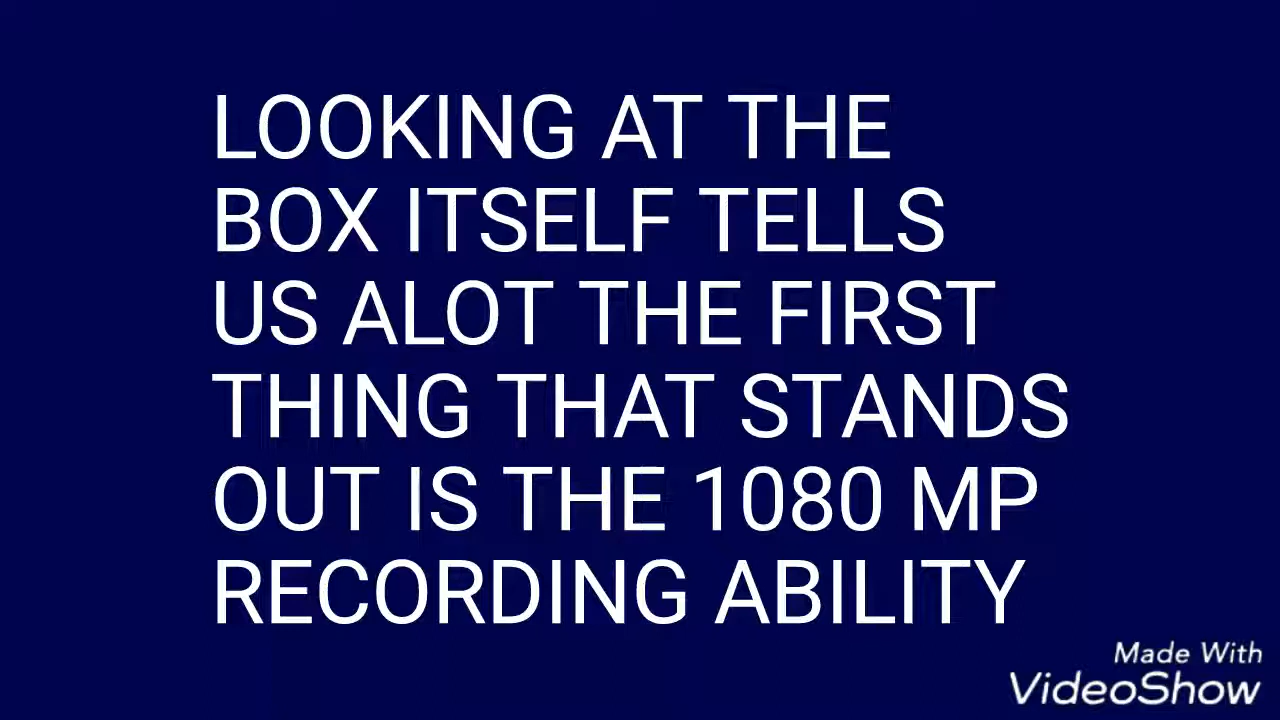 LOOKING AT THE
BOX ITSELF TELLS
US ALOT THE FIRST
THING THAT STANDS
OUT IS THE 1080 MP
RECORDING ABILITY
Made With
VideoShow